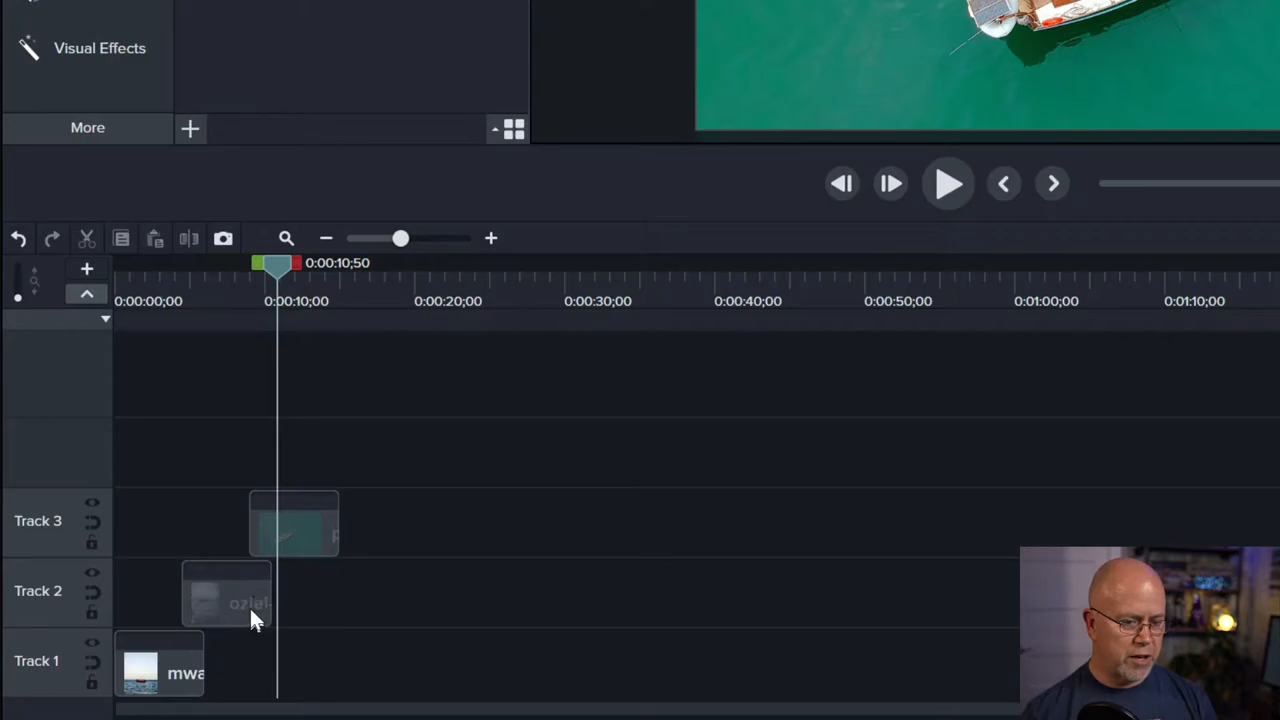 Visual Effects
More
0:00:10;50
0:00:00;00 0:00:10;00 0:00:20;00 0:00:30;00 0:00:40;00 0:00:50;00 0:01:00;00 0:01:10;00
Track 3
Track 2
ozial-
Track 1
mwa